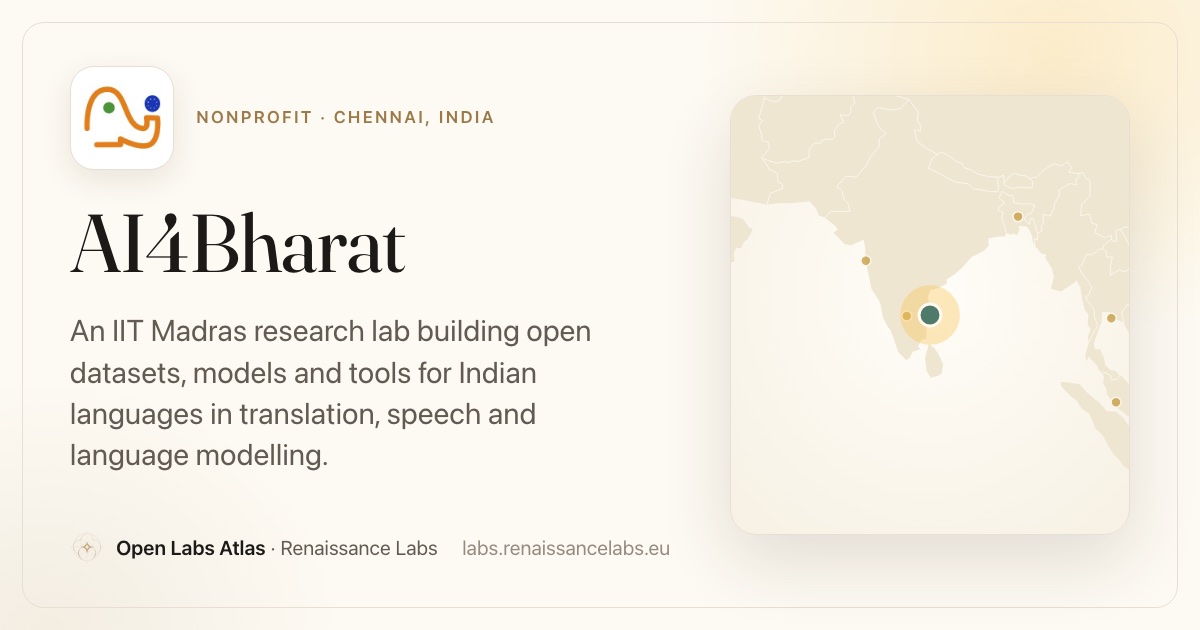 NONPROFIT · CHENNAI, INDIA
AI4Bharat
An IIT Madras research lab building open
datasets, models and tools for Indian
languages in translation, speech and
language modelling.
Open Labs Atlas · Renaissance Labs labs.renaissancelabs.eu